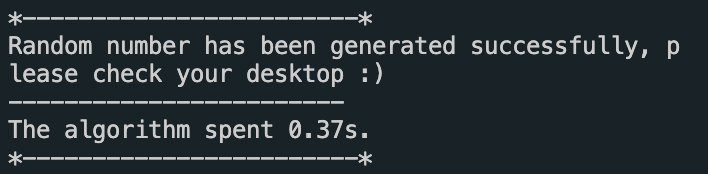 *------------------------*
Random number has been generated successfully, p
lease check your desktop :)
------------------------
The algorithm spent 0.37s.
*------------------------*